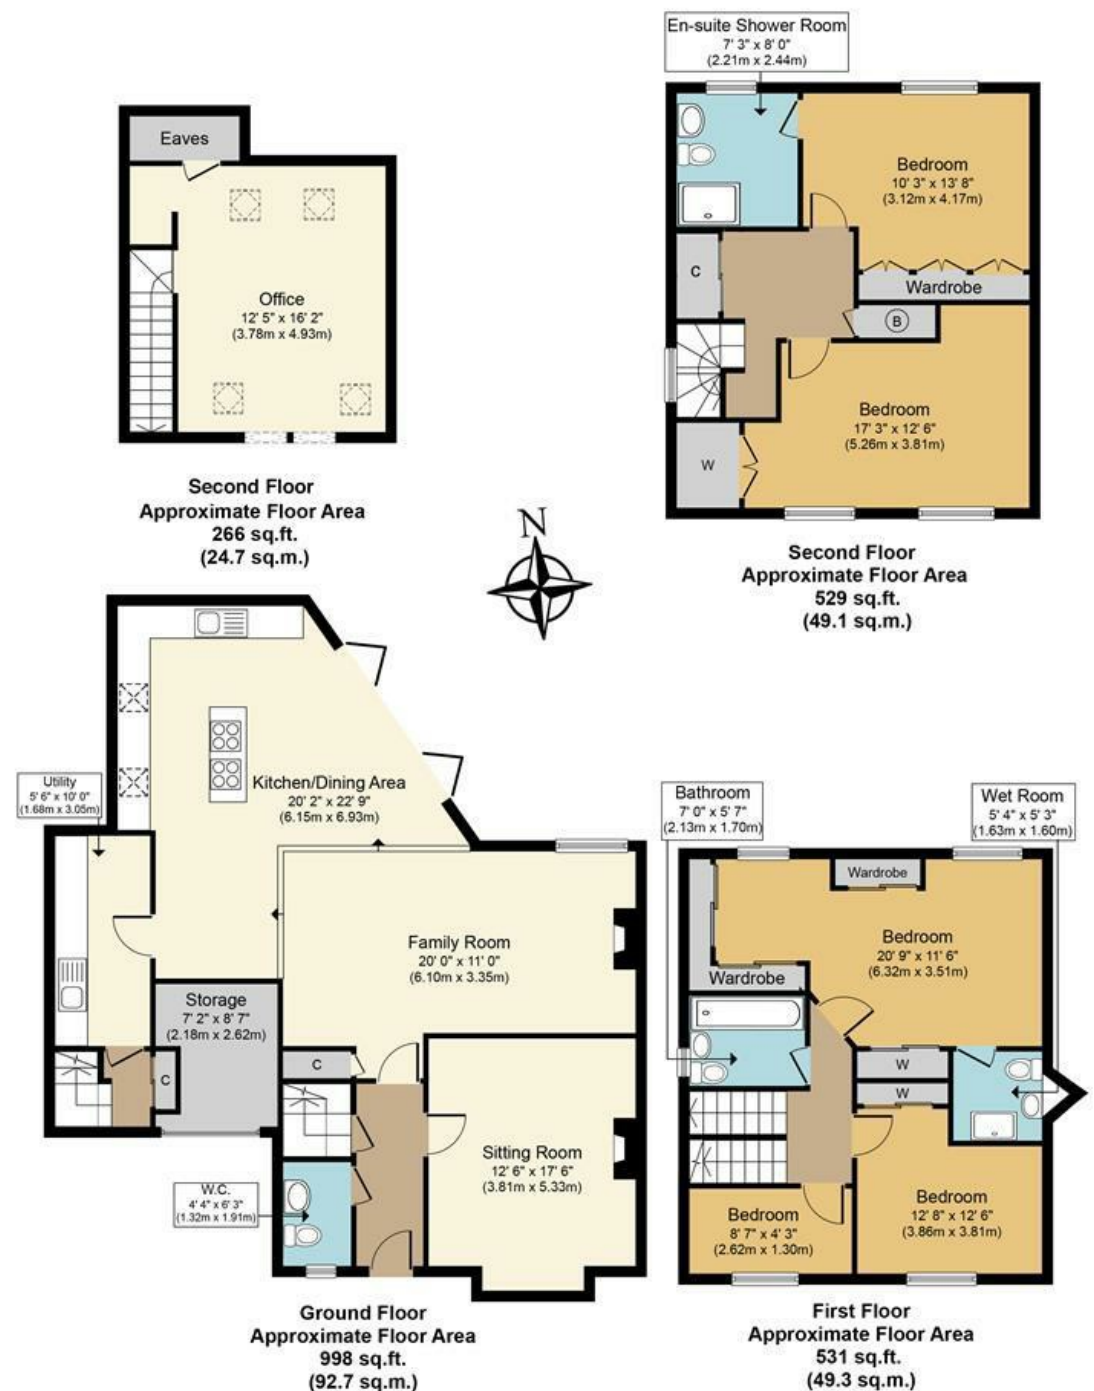 En-suite Shower Room
7' 3" x 8' 0"
(2.21m x 2.44m)
Eaves
Office
12' 5" x 16' 2"
(3.78m x 4.93m)
Second Floor
Approximate Floor Area
266 sq.ft.
(24.7 sq.m.)
Bedroom
10' 3" x 13' 8"
(3.12m x 4.17m)
C
Wardrobe
B
Bedroom
17' 3" x 12' 6"
(5.26m x 3.81m)
W
Second Floor
Approximate Floor Area
529 sq.ft.
(49.1 sq.m.)
N
Utility
5' 6" x 10' 0"
(1.68m x 3.05m)
Kitchen/Dining Area
20' 2" x 22' 9"
(6.15m x 6.93m)
Family Room
20' 0" x 11' 0"
(6.10m x 3.35m)
Storage
7' 2" x 8' 7"
(2.18m x 2.62m)
C
C
Sitting Room
12' 6" x 17' 6"
(3.81m x 5.33m)
W.C.
4' 4" x 6' 3"
(1.32m x 1.91m)
Ground Floor
Approximate Floor Area
998 sq.ft.
(92.7 sq.m.)
Bathroom
7' 0" x 5' 7"
(2.13m x 1.70m)
Wet Room
5' 4" x 5' 3"
(1.63m x 1.60m)
Wardrobe
Bedroom
20' 9" x 11' 6"
(6.32m x 3.51m)
Wardrobe
W
W
Bedroom
12' 8" x 12' 6"
(3.86m x 3.81m)
Bedroom
8' 7" x 4' 3"
(2.62m x 1.30m)
First Floor
Approximate Floor Area
531 sq.ft.
(49.3 sq.m.)